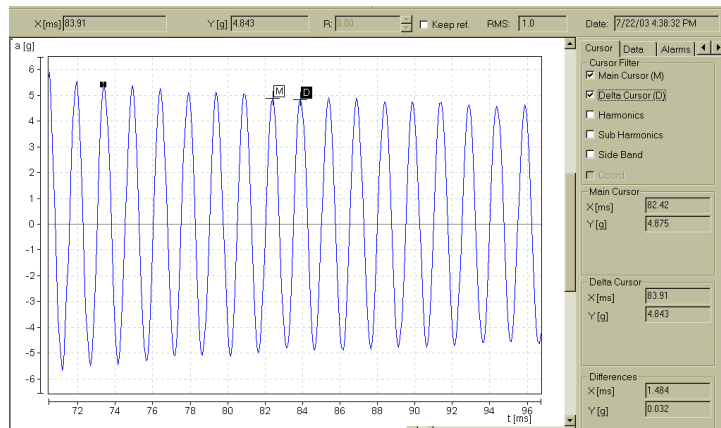 X [ms] 83.91 Y [g] 4.843 R: 0.00 Keep ref. RMS: 1.0 Date: 7/22/03 4:38:32 PM
a [g]
6
5
4
3
2
1
0
-1
-2
-3
-4
-5
-6
M D
72 74 76 78 80 82 84 86 88 90 92 94 96
t [ms]
Cursor Data Alarms
Cursor Filter
Main Cursor (M)
Delta Cursor (D)
Harmonics
Sub Harmonics
Side Band
Coord
Main Cursor
X [ms] 82.42
Y [g] 4.875
Delta Cursor
X [ms] 83.91
Y [g] 4.843
Differences
X [ms] 1.484
Y [g] 0.032